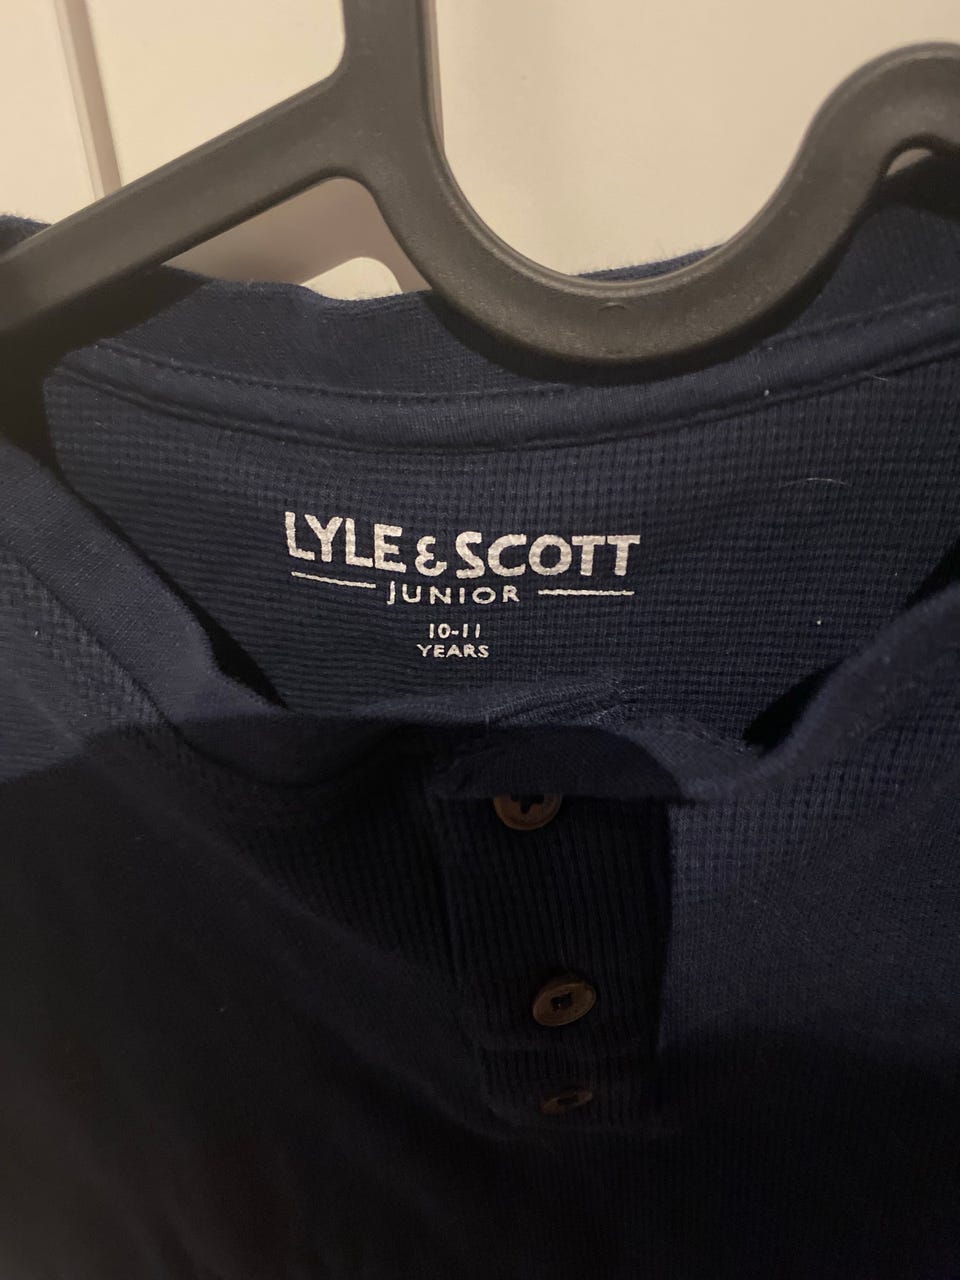 LYLE & SCOTT
JUNIOR
10-11
YEARS